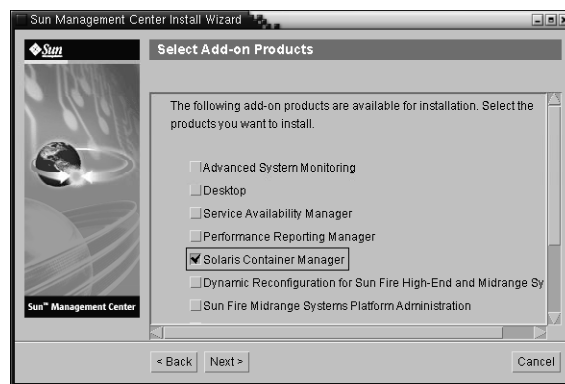 Sun Management Center Install Wizard
Sun
Select Add-on Products
The following add-on products are available for installation. Select the
products you want to install.
Advanced System Monitoring
Desktop
Service Availability Manager
Performance Reporting Manager
Solaris Container Manager
Dynamic Reconfiguration for Sun Fire High-End and Midrange Sy
Sun Fire Midrange Systems Platform Administration
Sun™ Management Center
< Back
Next >
Cancel